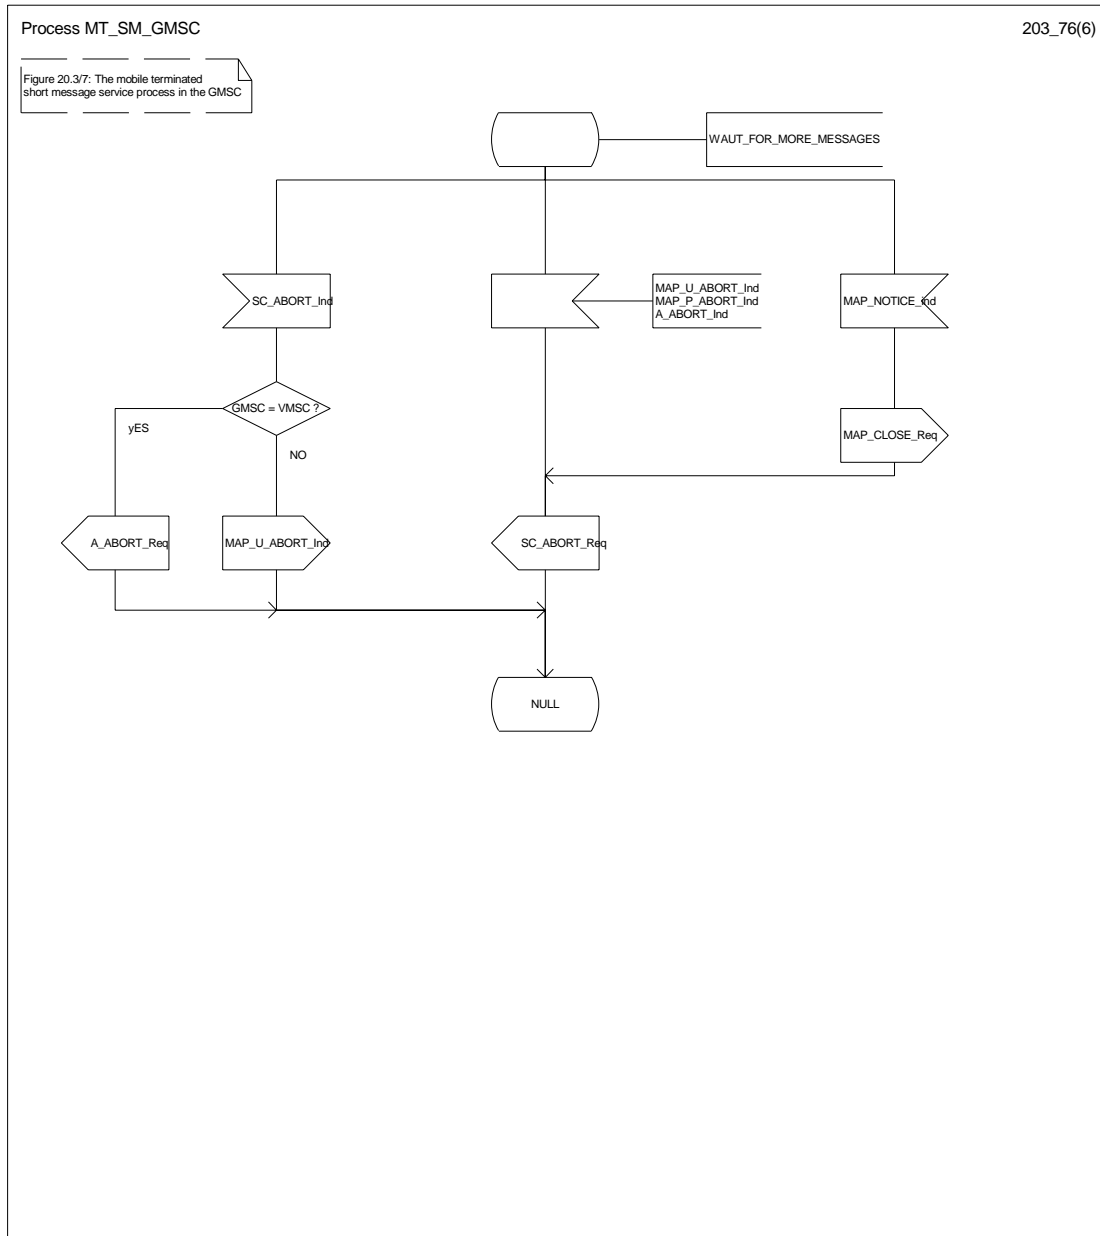 Process MT_SM_GMSC
203_76(6)
Figure 20.3/7: The mobile terminated
short message service process in the GMSC
WAUT_FOR_MORE_MESSAGES
SC_ABORT_Ind
MAP_U_ABORT_Ind
MAP_P_ABORT_Ind
A_ABORT_Ind
MAP_NOTICE_Ind
GMSC = VMSC ?
yES
NO
MAP_CLOSE_Req
A_ABORT_Req
MAP_U_ABORT_Ind
SC_ABORT_Req
NULL